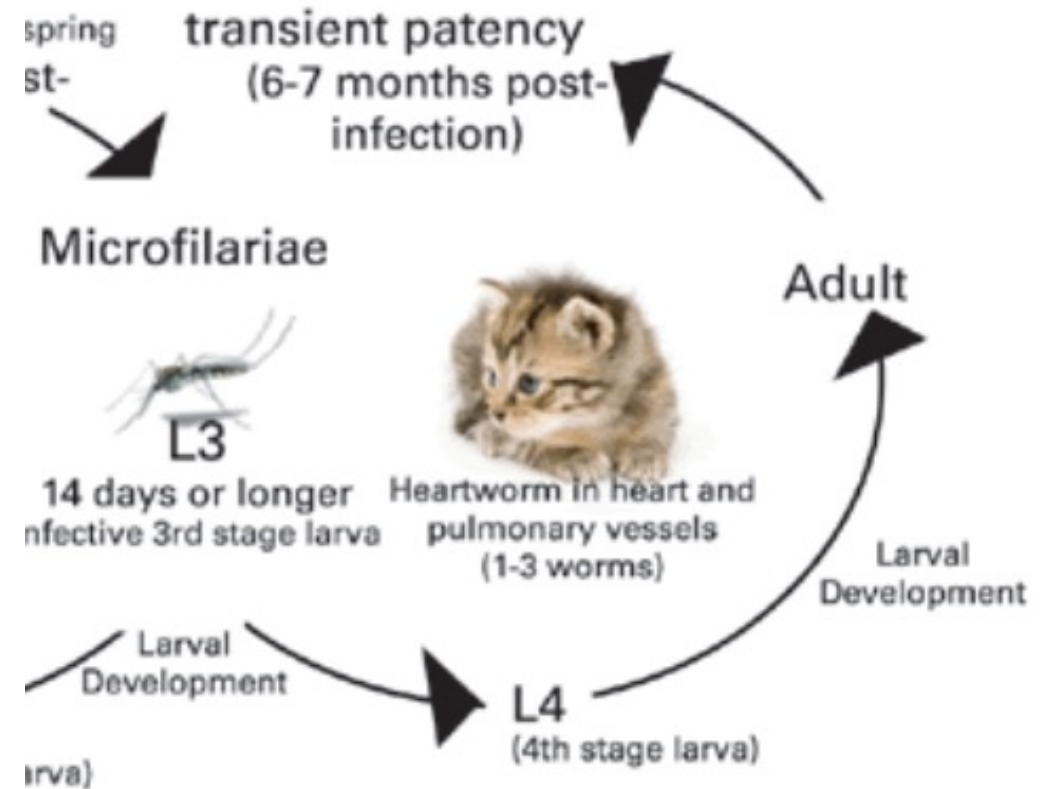 spring
st-
transient patency
(6-7 months post-
infection)
Microfilariae
Adult
L3
14 days or longer
nfective 3rd stage larva
Heartworm in heart and
pulmonary vessels
(1-3 worms)
Larval
Development
Larval
Development
L4
(4th stage larva)
arva)